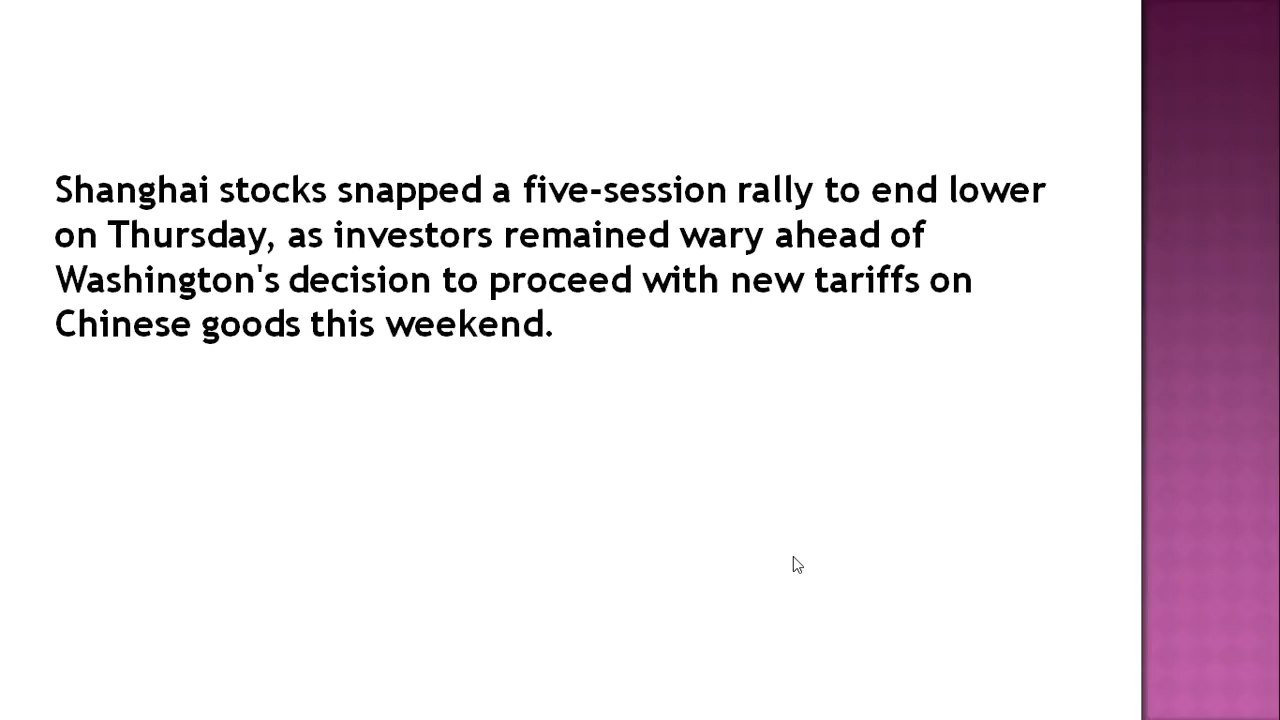 Shanghai stocks snapped a five-session rally to end lower
on Thursday, as investors remained wary ahead of
Washington's decision to proceed with new tariffs on
Chinese goods this weekend.